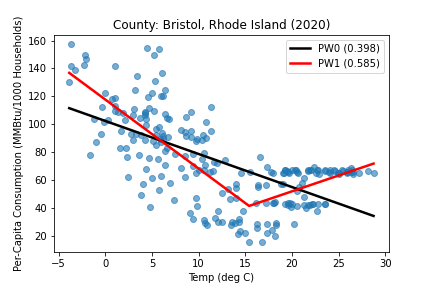 County: Bristol, Rhode Island (2020)
Per-Capita Consumption (MMBtu/1000 Households)
160
140
120
100
80
60
40
20
PW0 (0.398)
PW1 (0.585)
−5 0 5 10 15 20 25 30
Temp (deg C)